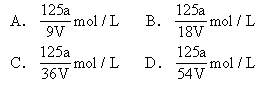 A. 125a/9V mol / L B. 125a/18V mol / L
C. 125a/36V mol / L D. 125a/54V mol / L